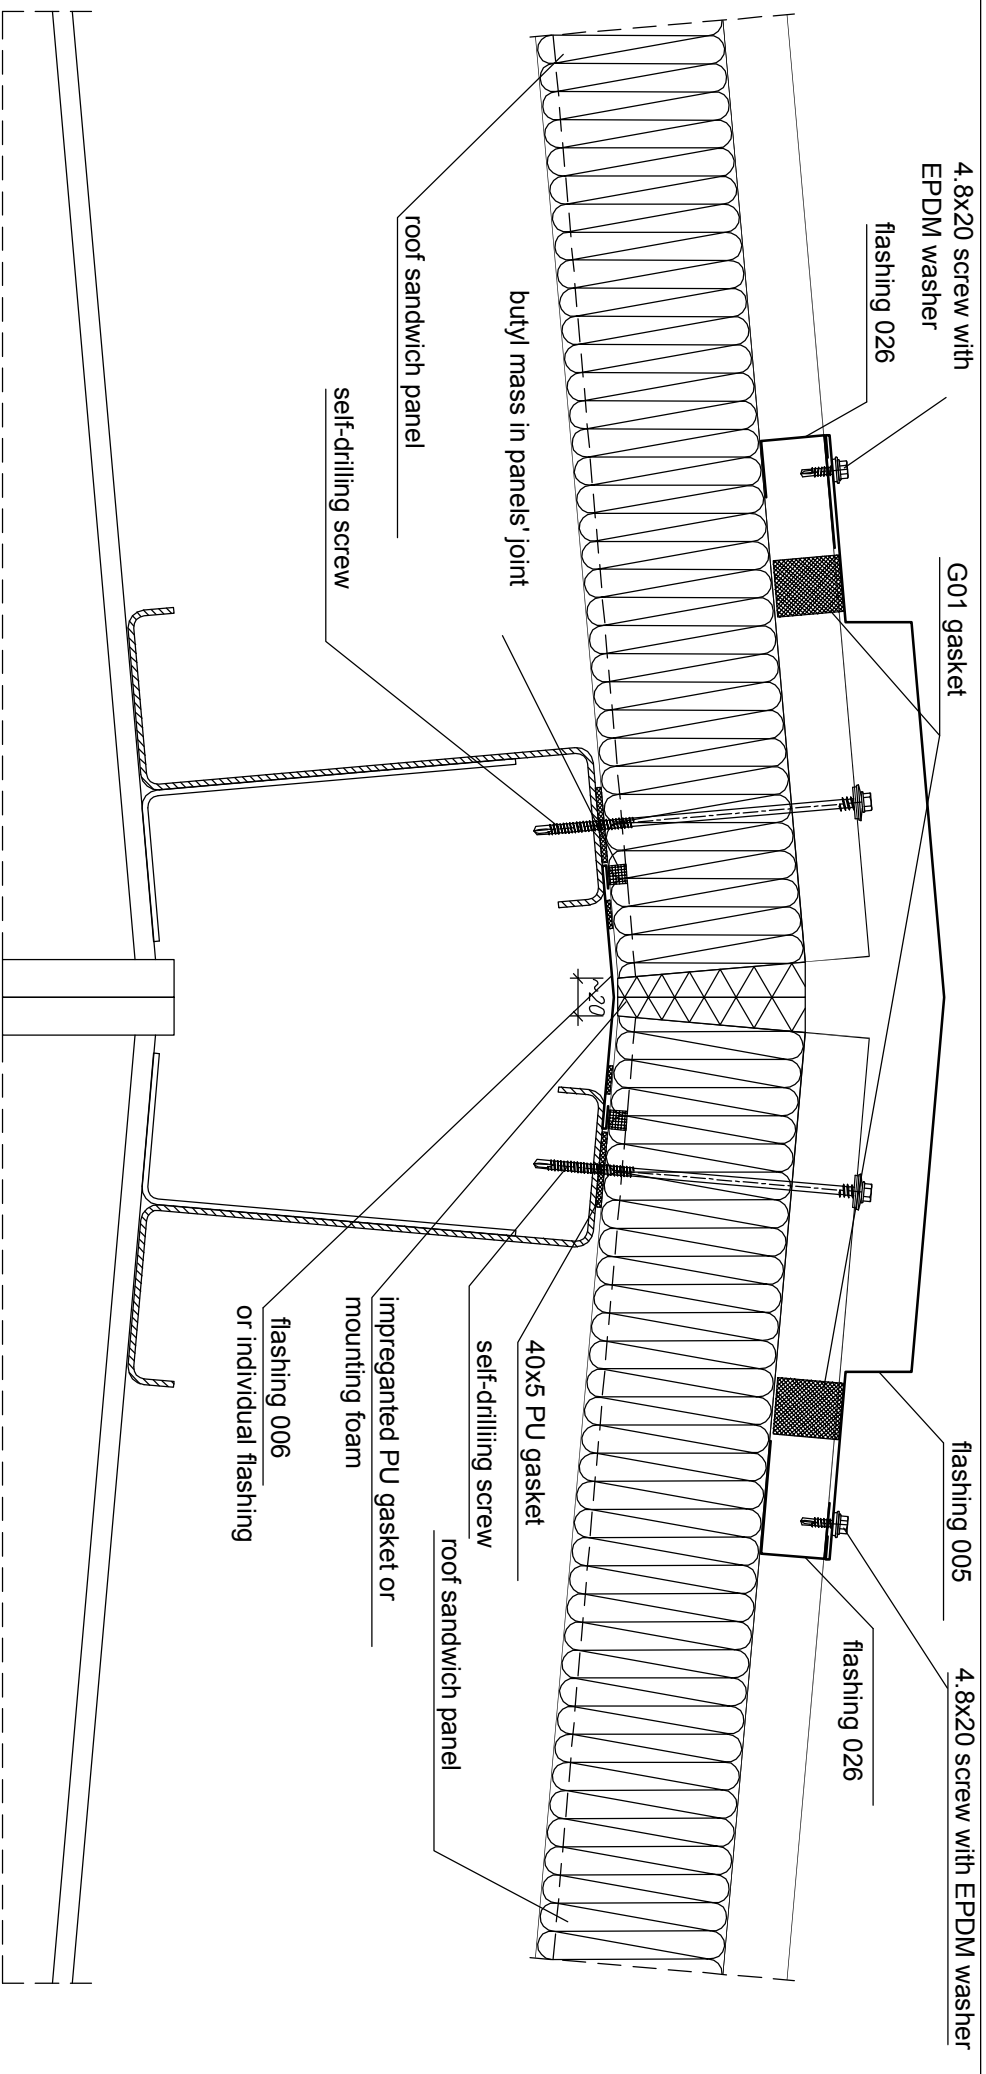 4.8x20 screw with
EPDM washer
flashing 026
G01 gasket
flashing 005
4.8x20 screw with EPDM washer
flashing 026
roof sandwich panel
butyl mass in panels' joint
self-drilling screw
~20
40x5 PU gasket
self-drilliing screw
impreganted PU gasket or
mounting foam
flashing 006
or individual flashing
roof sandwich panel